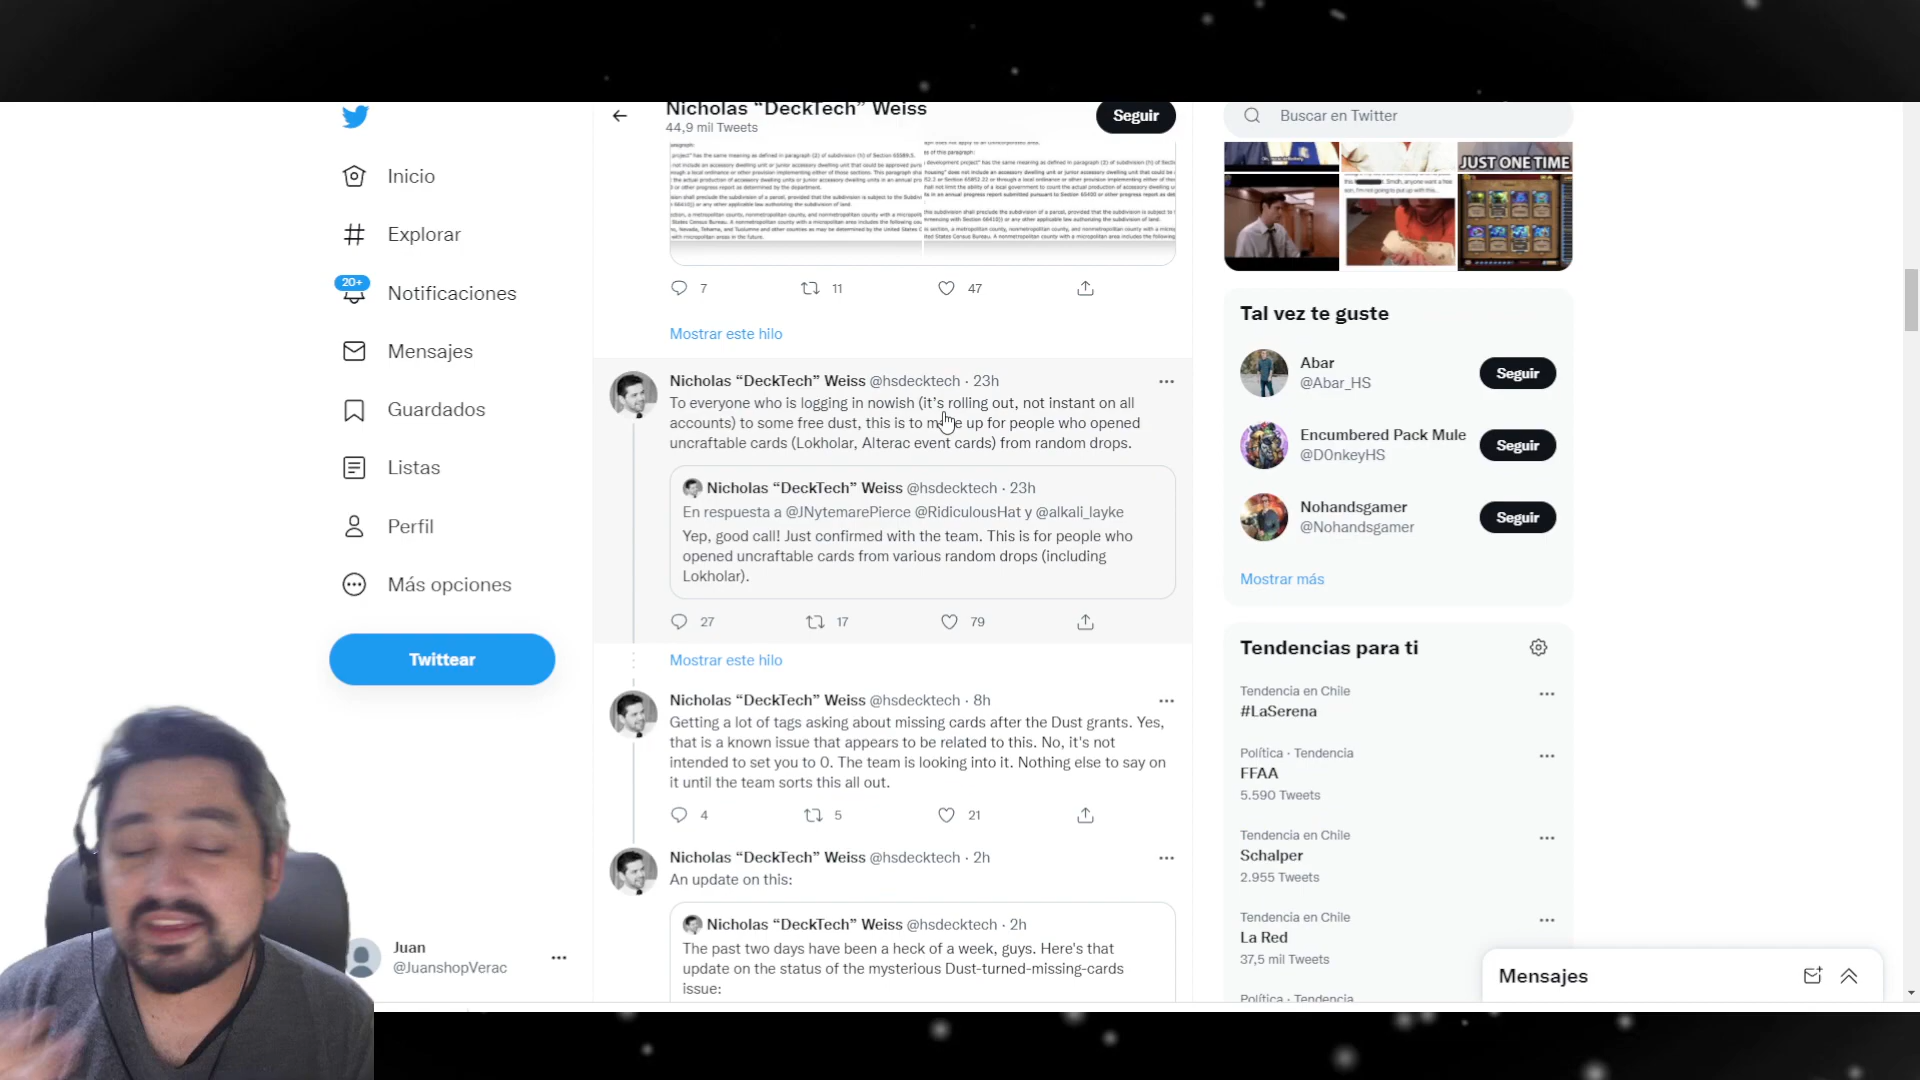 Inicio
Explorar
20+
Notificaciones
Mensajes
Guardados
Listas
Perfil
Más opciones
Twittear
Juan
@JuanshopVerac
Nicholas “DeckTech” Weiss
44,9 mil Tweets
Seguir
7
11
47
Mostrar este hilo
Nicholas “DeckTech” Weiss @hsdecktech · 23h
To everyone who is logging in nowish (it’s rolling out, not instant on all
accounts) to some free dust, this is to make up for people who opened
uncraftable cards (Lokholar, Alterac event cards) from random drops.
Nicholas “DeckTech” Weiss @hsdecktech · 23h
En respuesta a @JNytemarePierce @RidiculousHat y @alkali_layke
Yep, good call! Just confirmed with the team. This is for people who
opened uncraftable cards from various random drops (including
Lokholar).
27
17
79
Mostrar este hilo
Nicholas “DeckTech” Weiss @hsdecktech · 8h
Getting a lot of tags asking about missing cards after the Dust grants. Yes,
that is a known issue that appears to be related to this. No, it's not
intended to set you to 0. The team is looking into it. Nothing else to say on
it until the team sorts this all out.
4
5
21
Nicholas “DeckTech” Weiss @hsdecktech · 2h
An update on this:
Nicholas “DeckTech” Weiss @hsdecktech · 2h
The past two days have been a heck of a week, guys. Here's that
update on the status of the mysterious Dust-turned-missing-cards
issue:
Buscar en Twitter
JUST ONE TIME
Tal vez te guste
Abar
@Abar_HS
Seguir
Encumbered Pack Mule
@D0nkeyHS
Seguir
Nohandsgamer
@Nohandsgamer
Seguir
Mostrar más
Tendencias para ti
Tendencia en Chile
#LaSerena
Política · Tendencia
FFAA
5.590 Tweets
Tendencia en Chile
Schalper
2.955 Tweets
Tendencia en Chile
La Red
37,5 mil Tweets
Política · Tendencia
Mensajes